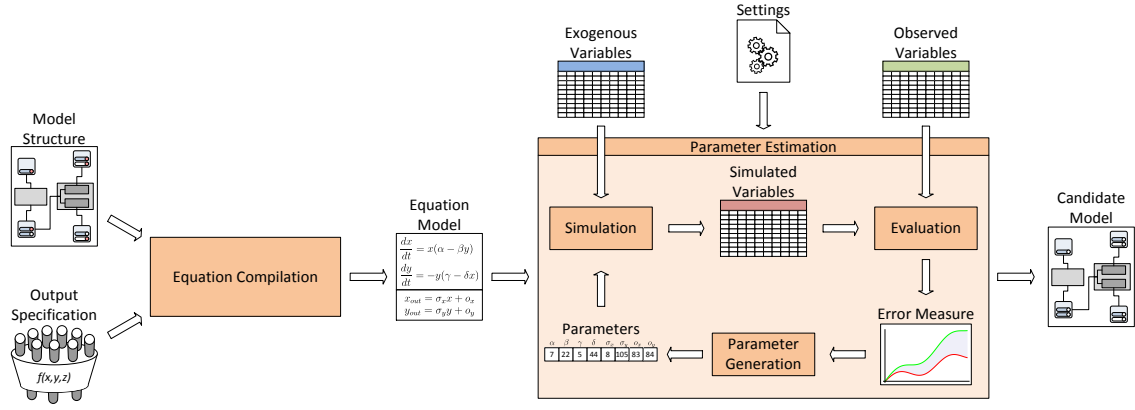 Settings
Exogenous
Variables
Observed
Variables
Model
Structure
Parameter Estimation
Simulated
Variables
Equation
Model
Candidate
Model
Simulation
Evaluation
dx/dt = x(α − βy)
Equation Compilation
dy/dt = −y(γ − δx)
x_out = σ_x x + o_x
y_out = σ_y y + o_y
Output
Specification
f(x,y,z)
Parameters
α β γ δ σ_x σ_y o_x o_y
7 22 5 44 8 105 83 84
Parameter
Generation
Error Measure